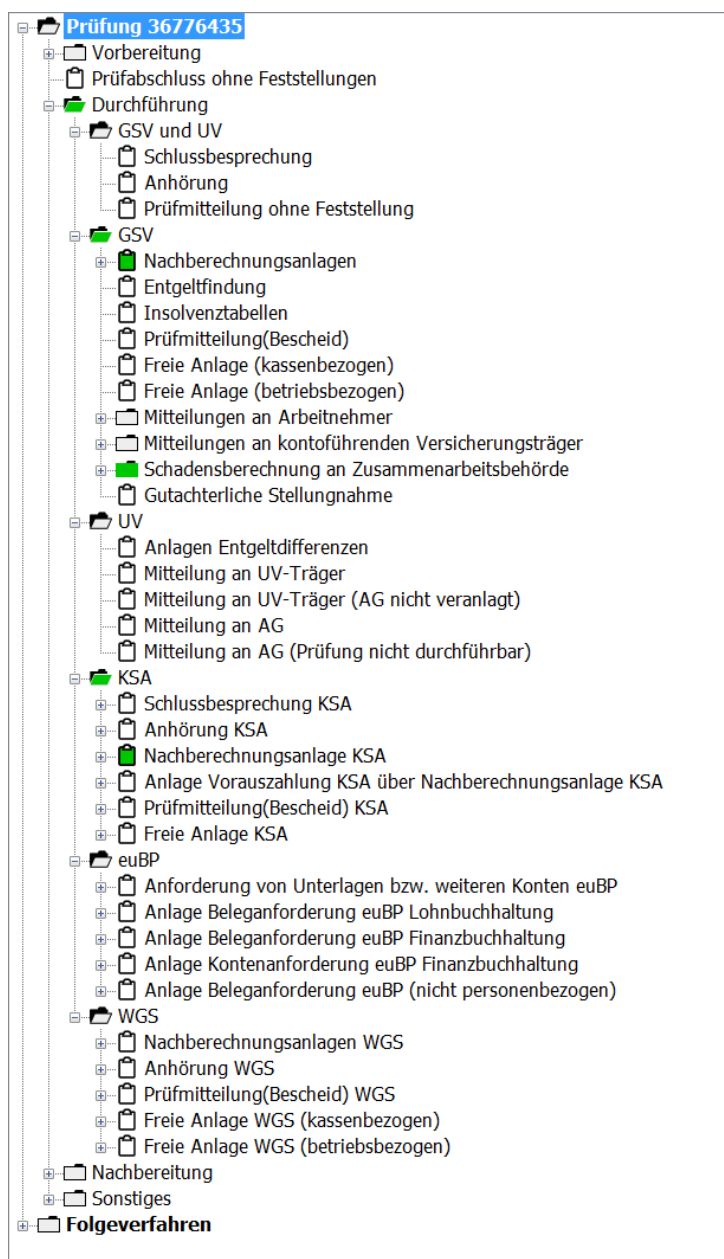 Prüfung 36776435
Vorbereitung
Prüfabschluss ohne Feststellungen
Durchführung
GSV und UV
Schlussbesprechung
Anhörung
Prüfmitteilung ohne Feststellung
GSV
Nachberechnungsanlagen
Entgeltfindung
Insolvenztabellen
Prüfmitteilung(Bescheid)
Freie Anlage (kassenbezogen)
Freie Anlage (betriebsbezogen)
Mitteilungen an Arbeitnehmer
Mitteilungen an kontoführenden Versicherungsträger
Schadensberechnung an Zusammenarbeitsbehörde
Gutachterliche Stellungnahme
UV
Anlagen Entgeltdifferenzen
Mitteilung an UV-Träger
Mitteilung an UV-Träger (AG nicht veranlagt)
Mitteilung an AG
Mitteilung an AG (Prüfung nicht durchführbar)
KSA
Schlussbesprechung KSA
Anhörung KSA
Nachberechnungsanlage KSA
Anlage Vorauszahlung KSA über Nachberechnungsanlage KSA
Prüfmitteilung(Bescheid) KSA
Freie Anlage KSA
euBP
Anforderung von Unterlagen bzw. weiteren Konten euBP
Anlage Beleganforderung euBP Lohnbuchhaltung
Anlage Beleganforderung euBP Finanzbuchhaltung
Anlage Kontenanforderung euBP Finanzbuchhaltung
Anlage Beleganforderung euBP (nicht personenbezogen)
WGS
Nachberechnungsanlagen WGS
Anhörung WGS
Prüfmitteilung(Bescheid) WGS
Freie Anlage WGS (kassenbezogen)
Freie Anlage WGS (betriebsbezogen)
Nachbereitung
Sonstiges
Folgeverfahren